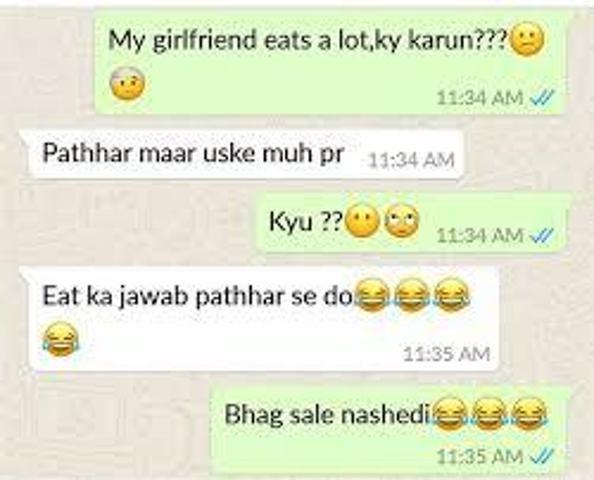 My girlfriend eats a lot,ky karun???😕
🤕
11:34 AM
Pathhar maar uske muh pr 11:34 AM
Kyu ??😶🙄 11:34 AM
Eat ka jawab pathhar se do😂😂😂
😂
11:35 AM
Bhag sale nashedi😂😂😂
11:35 AM